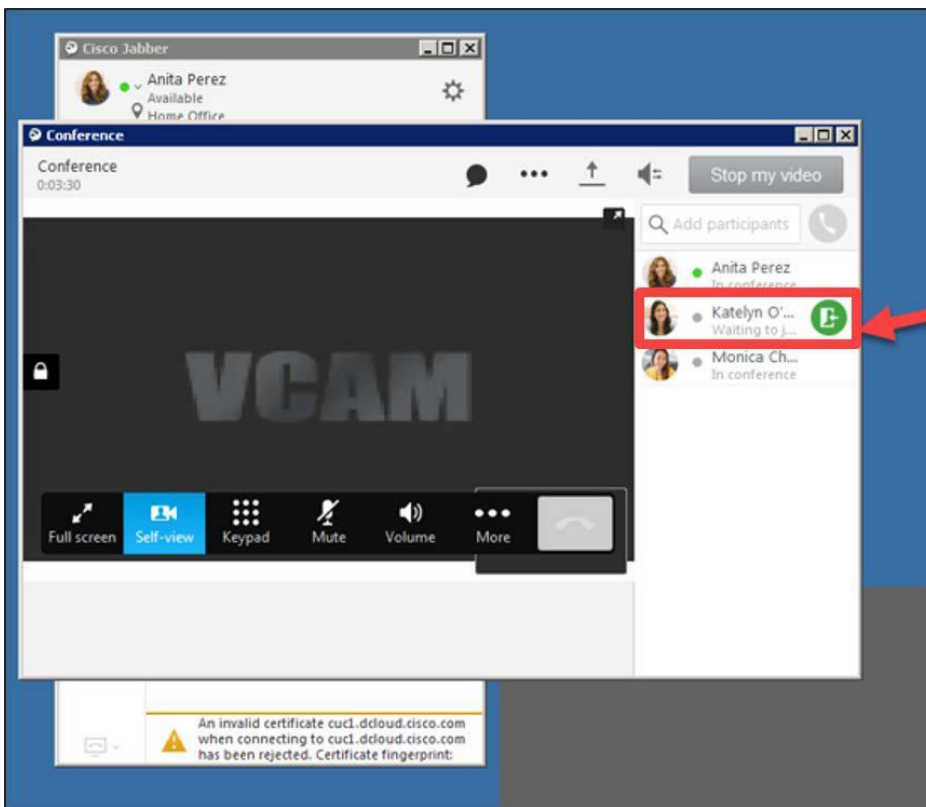 Cisco Jabber
Anita Perez
Available
Home Office
Conference
Conference
0:03:30
Stop my video
Add participants
Anita Perez
In conference
Katelyn O'...
Waiting to j...
Monica Ch...
In conference
VCAM
Full screen
Self-view
Keypad
Mute
Volume
More
An invalid certificate cuc1.dcloud.cisco.com
when connecting to cuc1.dcloud.cisco.com
has been rejected. Certificate fingerprint: